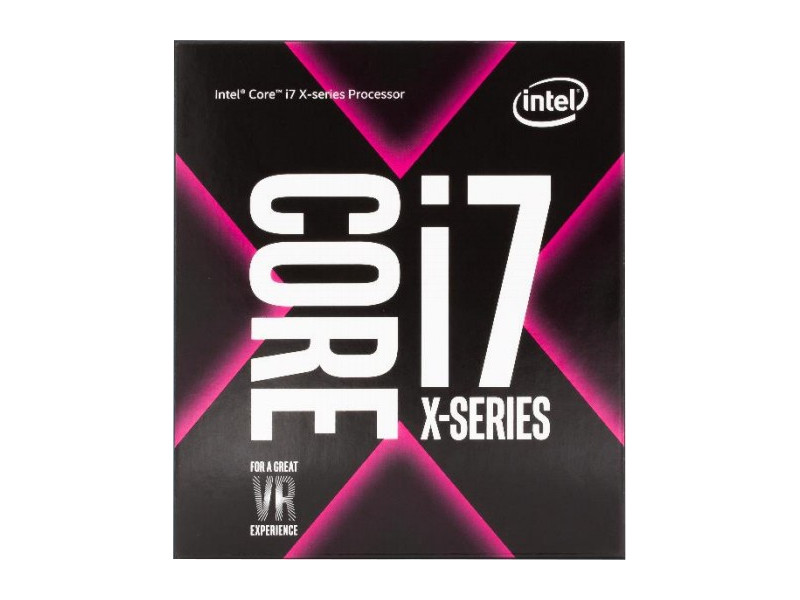 Intel® Core™ i7 X-series Processor
intel®
CORE
i7
X-SERIES
FOR A GREAT
VR
EXPERIENCE